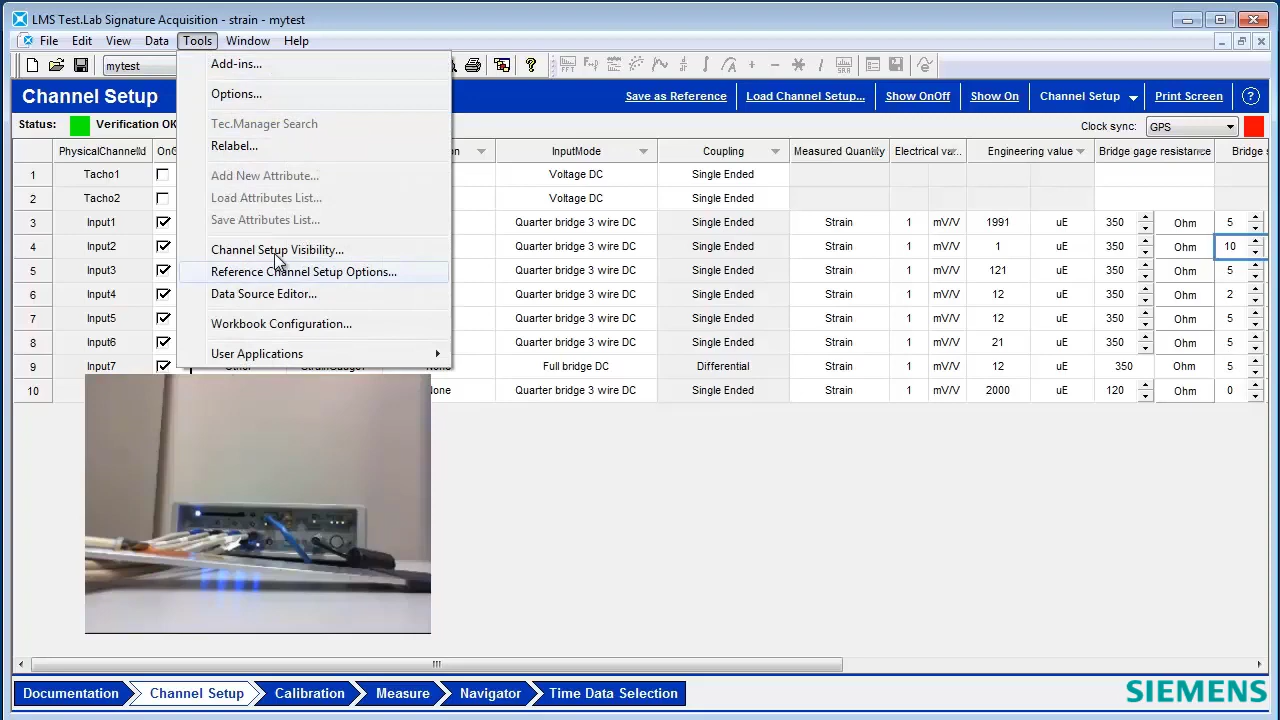 LMS Test.Lab Signature Acquisition - strain - mytest
File Edit View Data Tools Window Help
mytest
Channel Setup Save as Reference Load Channel Setup... Show OnOff Show On Channel Setup Print Screen
Status: Verification OK Clock sync: GPS
PhysicalChannelId InputMode Coupling Measured Quantity Electrical va... Engineering value Bridge gage resistance
1 Tacho1 Voltage DC Single Ended
2 Tacho2 Voltage DC Single Ended
3 Input1 Quarter bridge 3 wire DC Single Ended Strain 1 mV/V 1991 uE 350 Ohm 5
4 Input2 Quarter bridge 3 wire DC Single Ended Strain 1 mV/V 1 uE 350 Ohm 10
5 Input3 Quarter bridge 3 wire DC Single Ended Strain 1 mV/V 121 uE 350 Ohm 5
6 Input4 Quarter bridge 3 wire DC Single Ended Strain 1 mV/V 12 uE 350 Ohm 2
7 Input5 Quarter bridge 3 wire DC Single Ended Strain 1 mV/V 12 uE 350 Ohm 5
8 Input6 Quarter bridge 3 wire DC Single Ended Strain 1 mV/V 21 uE 350 Ohm 5
9 Input7 Full bridge DC Differential Strain 1 mV/V 12 uE 350 Ohm 5
10 None Quarter bridge 3 wire DC Single Ended Strain 1 mV/V 2000 uE 120 Ohm 0
Add-ins...
Options...
Tec.Manager Search
Relabel...
Add New Attribute...
Load Attributes List...
Save Attributes List...
Channel Setup Visibility...
Reference Channel Setup Options...
Data Source Editor...
Workbook Configuration...
User Applications
Documentation Channel Setup Calibration Measure Navigator Time Data Selection
SIEMENS